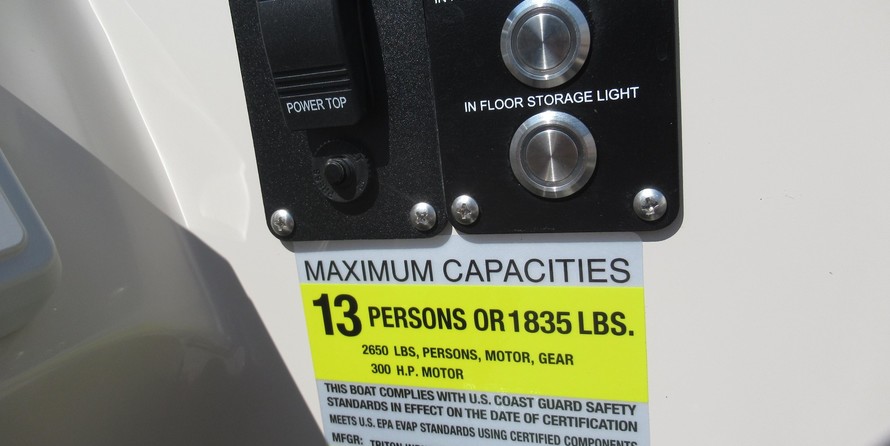 POWER TOP
IN FLOOR STORAGE LIGHT
MAXIMUM CAPACITIES
13 PERSONS OR 1835 LBS.
2650 LBS, PERSONS, MOTOR, GEAR
300 H.P. MOTOR
THIS BOAT COMPLIES WITH U.S. COAST GUARD SAFETY
STANDARDS IN EFFECT ON THE DATE OF CERTIFICATION
MEETS U.S. EPA EVAP STANDARDS USING CERTIFIED COMPONENTS
MFGR: TRITON